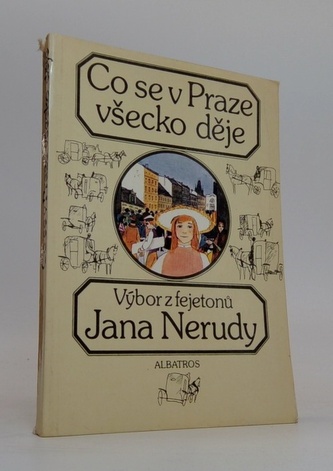 Co se v Praze
všecko děje
Výbor z fejetonů
Jana Nerudy
ALBATROS